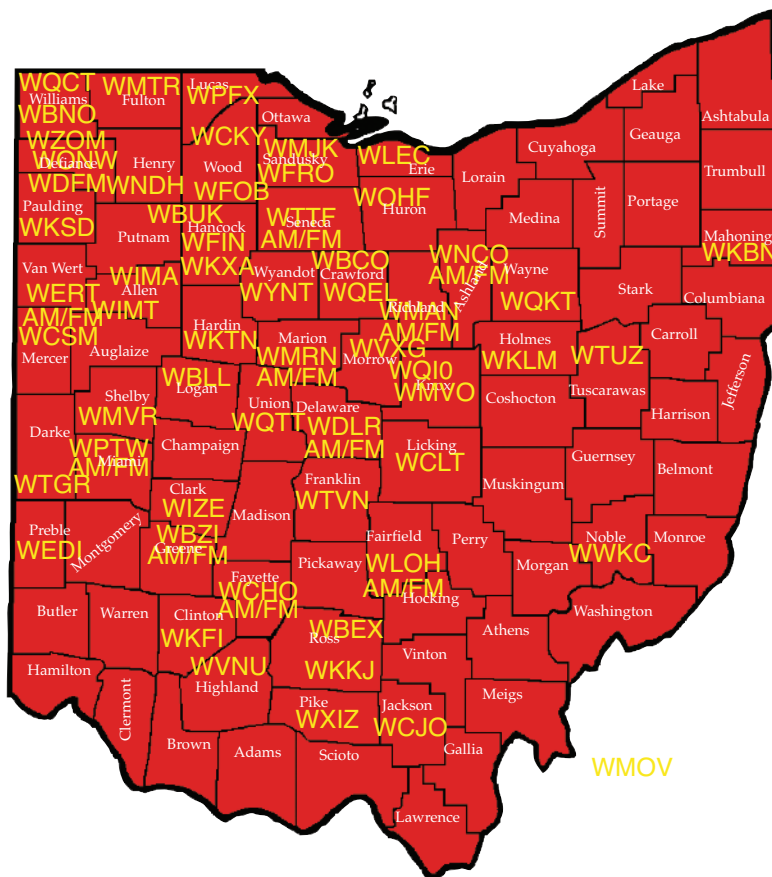 WQCT
Williams
WBNO
WMTR
Fulton
Lucas
WPFX
Ottawa
Lake
Ashtabula
Geauga
Cuyahoga
Trumbull
WZOM
WONW
Defiance
WDFM
Henry
WNDH
WCKY
Wood
WFOB
WMJK
Sandusky
WFRO
WLEC
Erie
Lorain
Medina
Summit
Portage
Paulding
WKSD
WBUK
Putnam
Hancock
WFIN
WKXA
WTTF
Seneca
AM/FM
WOHF
Huron
Mahoning
WKBN
Van Wert
WERT
AM/FM
WIMA
Allen
WIMT
Wyandot
WYNT
WBCO
Crawford
WQEL
Richland
WMAN
AM/FM
WNCO
AM/FM
Ashland
Wayne
WQKT
Stark
Columbiana
WCSM
Mercer
Auglaize
Hardin
WKTN
Marion
WMRN
AM/FM
WVXG
Morrow
WQI0
Knox
WMVO
Holmes
WKLM
WTUZ
Tuscarawas
Carroll
Jefferson
Shelby
WMVR
WBLL
Logan
Union
WQTT
Delaware
WDLR
AM/FM
Coshocton
Harrison
Darke
WTGR
WPTW
AM/FM
Miami
Champaign
Licking
WCLT
Guernsey
Belmont
Clark
WIZE
Madison
Franklin
WTVN
Muskingum
Preble
WEDI
Montgomery
WBZI
Greene
AM/FM
Fairfield
Perry
Morgan
Noble
WWKC
Monroe
Fayette
WCHO
AM/FM
Pickaway
WLOH
AM/FM
Hocking
Washington
Butler
Warren
Clinton
WKFI
WBEX
Ross
WKKJ
Athens
Vinton
Hamilton
Clermont
WVNU
Highland
Pike
WXIZ
Jackson
WCJO
Meigs
Brown
Adams
Scioto
Gallia
WMOV
Lawrence